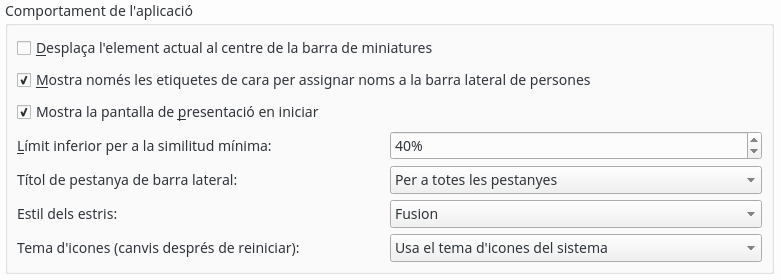 Comportament de l'aplicació
Desplaça l'element actual al centre de la barra de miniatures
Mostra només les etiquetes de cara per assignar noms a la barra lateral de persones
Mostra la pantalla de presentació en iniciar
Límit inferior per a la similitud mínima: 40%
Títol de pestanya de barra lateral: Per a totes les pestanyes
Estil dels estris: Fusion
Tema d'icones (canvis després de reiniciar): Usa el tema d'icones del sistema